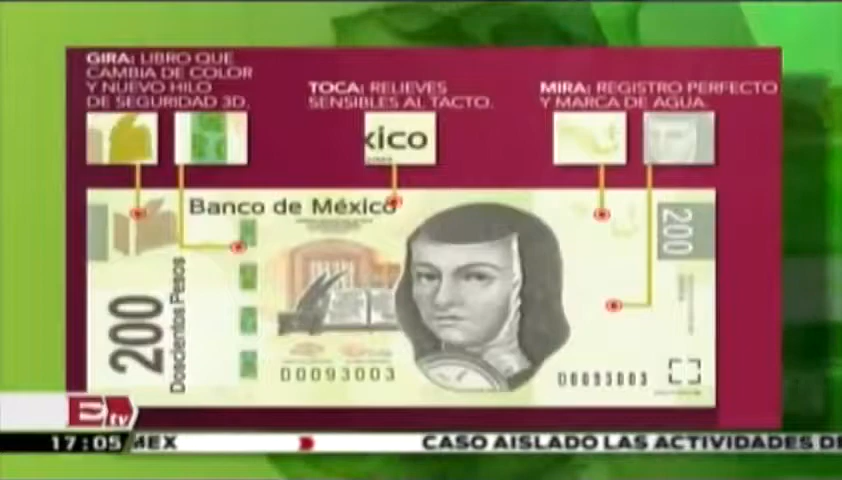 GIRA: LIBRO QUE
CAMBIA DE COLOR
Y NUEVO HILO
DE SEGURIDAD 3D.
TOCA: RELIEVES
SENSIBLES AL TACTO.
MIRA: REGISTRO PERFECTO
Y MARCA DE AGUA.
xico
Banco de México
200
200
Doscientos Pesos
D0093003
D0093003
tv
17:05
MEX
CASO AISLADO LAS ACTIVIDADES DE